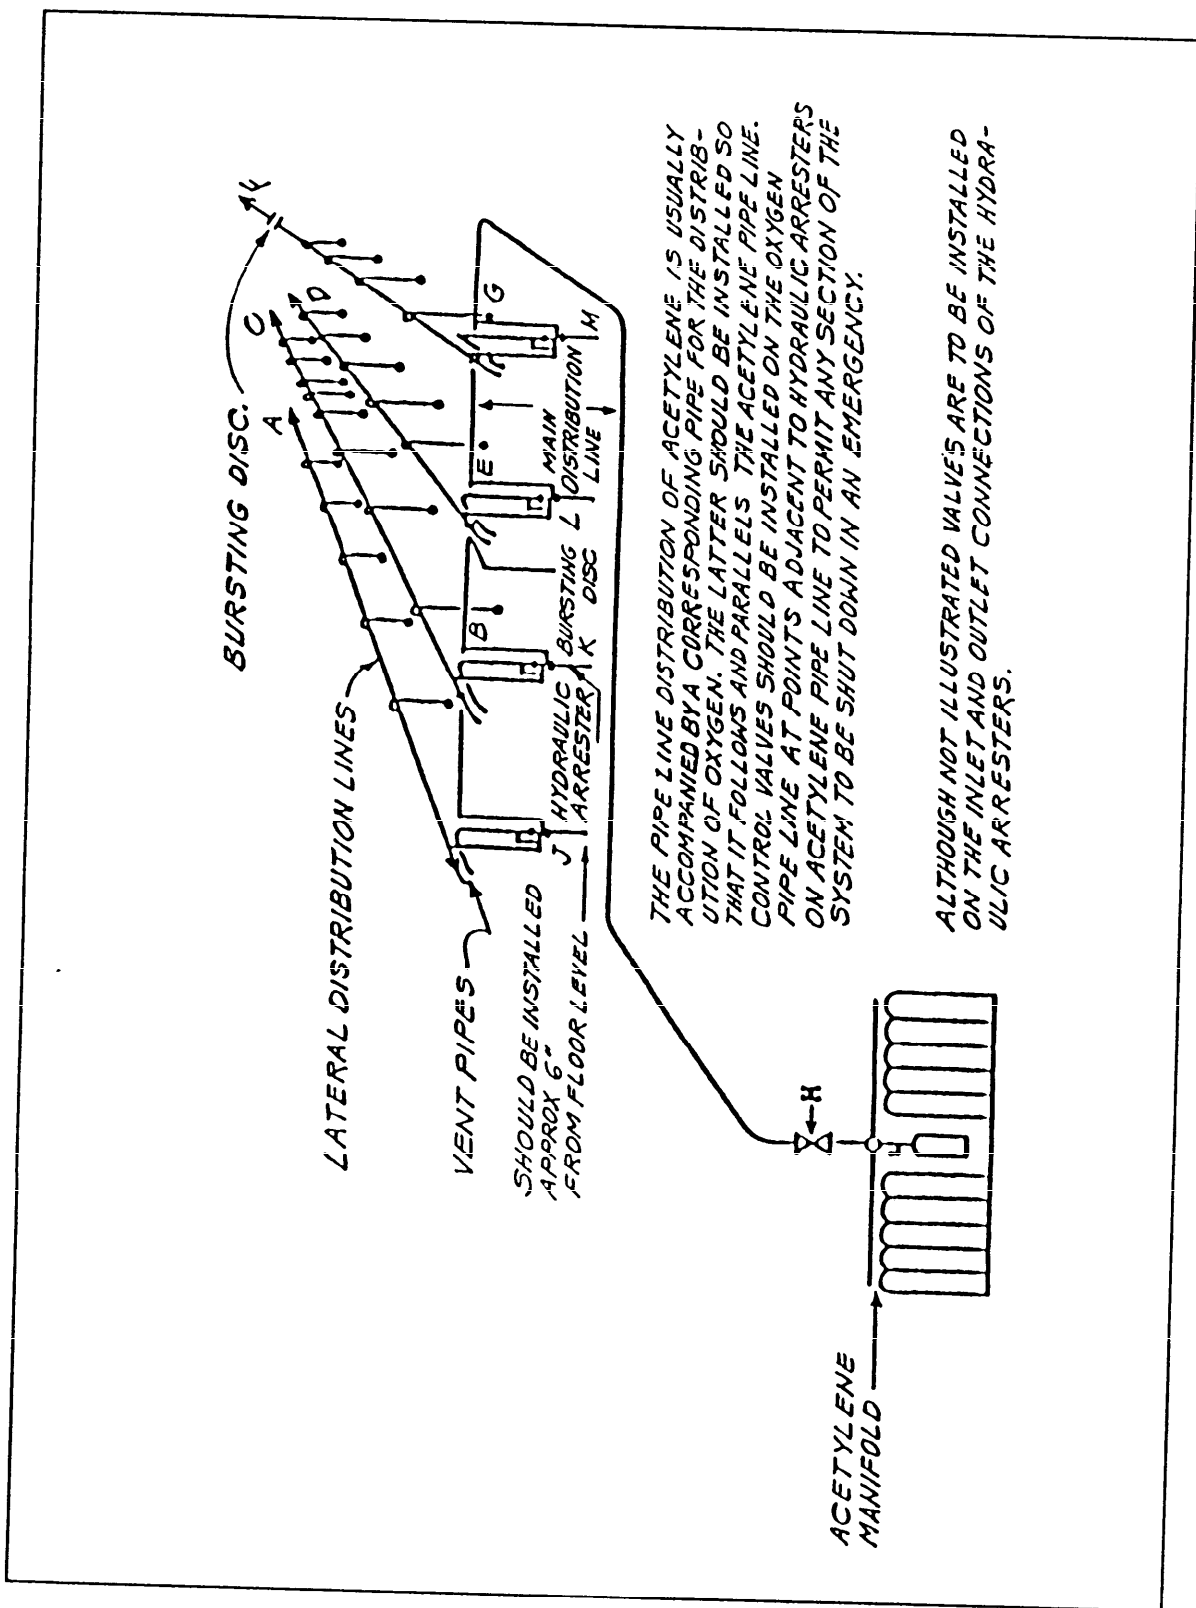 BURSTING DISC.
A
C
D
Y
LATERAL DISTRIBUTION LINES
VENT PIPES
B
E
G
SHOULD BE INSTALLED
APPROX 6"
FROM FLOOR LEVEL
J
HYDRAULIC
ARRESTER
K
BURSTING
DISC
L
MAIN
DISTRIBUTION
LINE
M
THE PIPE LINE DISTRIBUTION OF ACETYLENE IS USUALLY
ACCOMPANIED BY A CORRESPONDING PIPE FOR THE DISTRIB-
UTION OF OXYGEN. THE LATTER SHOULD BE INSTALLED SO
THAT IT FOLLOWS AND PARALLELS THE ACETYLENE PIPE LINE.
CONTROL VALVES SHOULD BE INSTALLED ON THE OXYGEN
PIPE LINE AT POINTS ADJACENT TO HYDRAULIC ARRESTERS
ON ACETYLENE PIPE LINE TO PERMIT ANY SECTION OF THE
SYSTEM TO BE SHUT DOWN IN AN EMERGENCY.
H
ACETYLENE
MANIFOLD
ALTHOUGH NOT ILLUSTRATED VALVE'S ARE TO BE INSTALLED
ON THE INLET AND OUTLET CONNECTIONS OF THE HYDRA-
ULIC ARRESTERS.